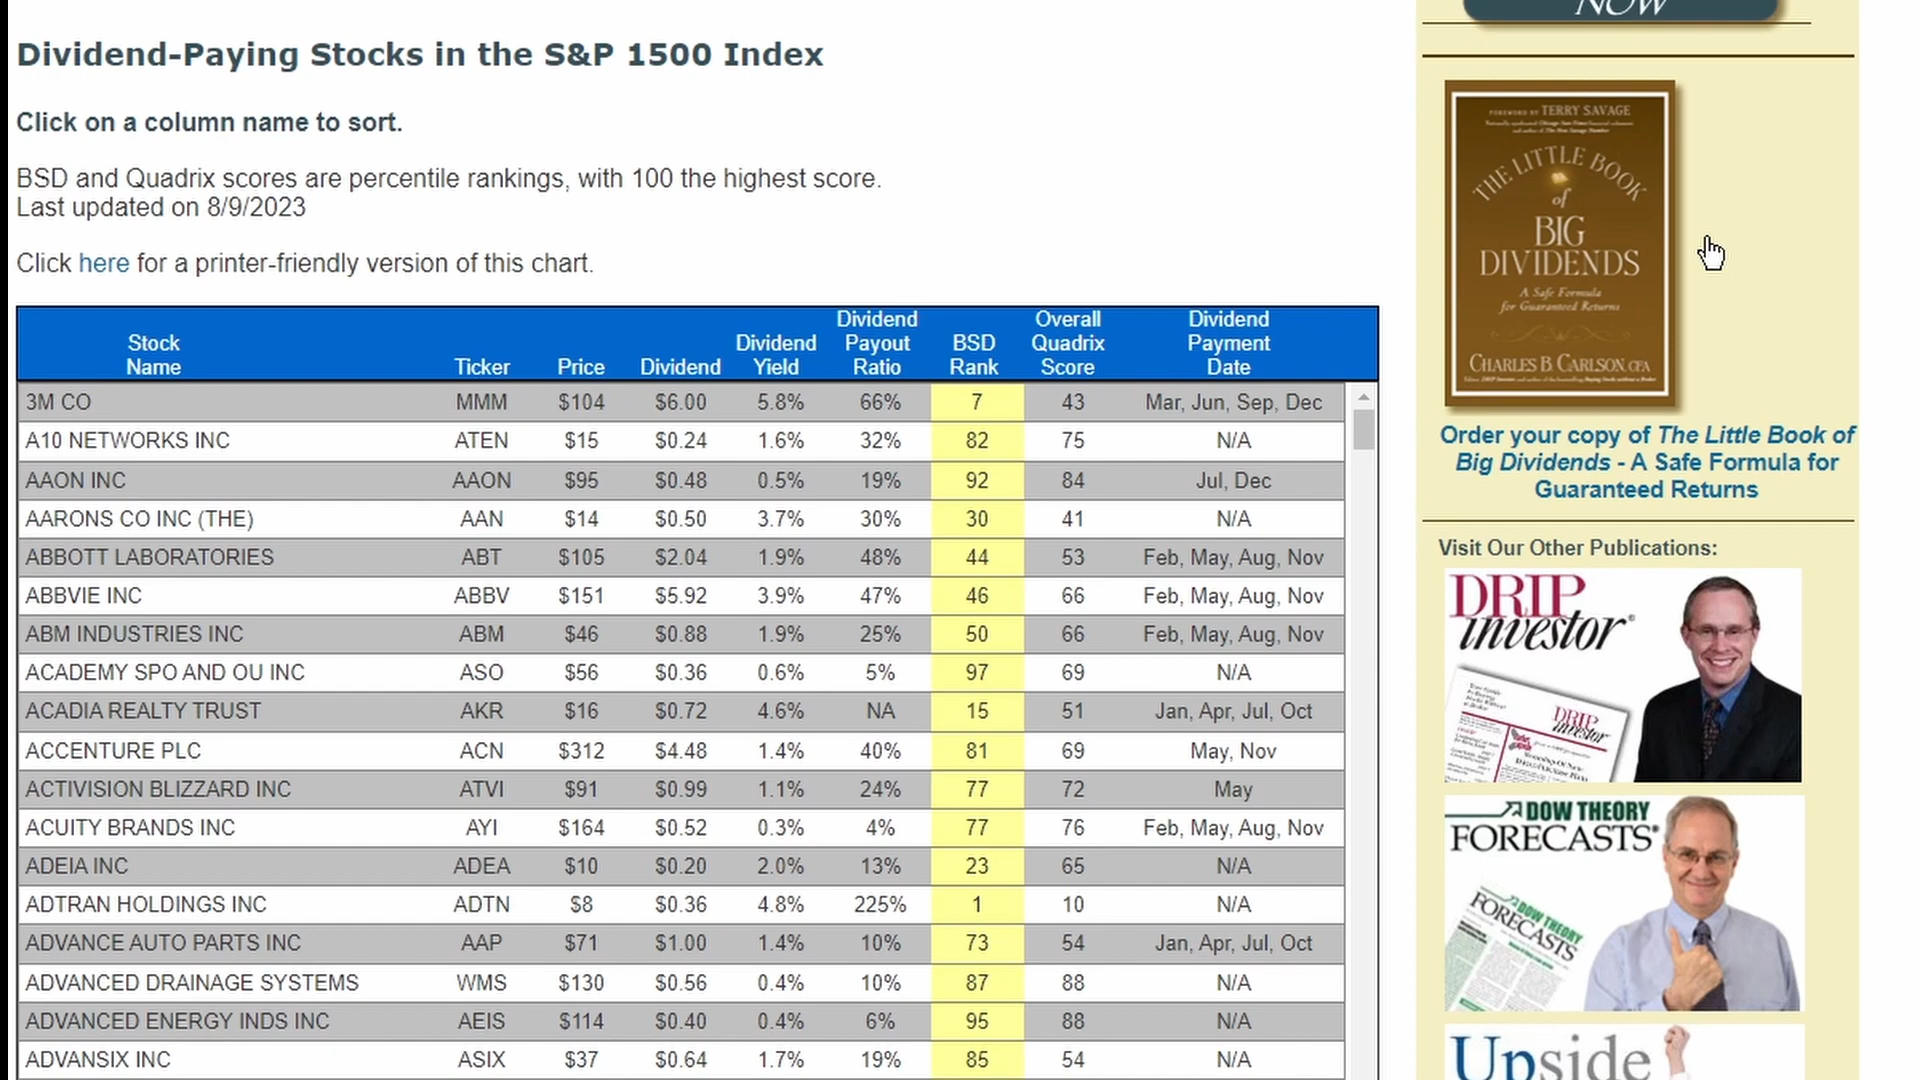 NOW
Dividend-Paying Stocks in the S&P 1500 Index
Click on a column name to sort.
BSD and Quadrix scores are percentile rankings, with 100 the highest score.
Last updated on 8/9/2023
Click here for a printer-friendly version of this chart.
Stock Name Ticker Price Dividend Dividend Yield Dividend Payout Ratio BSD Rank Overall Quadrix Score Dividend Payment Date
3M CO MMM $104 $6.00 5.8% 66% 7 43 Mar, Jun, Sep, Dec
A10 NETWORKS INC ATEN $15 $0.24 1.6% 32% 82 75 N/A
AAON INC AAON $95 $0.48 0.5% 19% 92 84 Jul, Dec
AARONS CO INC (THE) AAN $14 $0.50 3.7% 30% 30 41 N/A
ABBOTT LABORATORIES ABT $105 $2.04 1.9% 48% 44 53 Feb, May, Aug, Nov
ABBVIE INC ABBV $151 $5.92 3.9% 47% 46 66 Feb, May, Aug, Nov
ABM INDUSTRIES INC ABM $46 $0.88 1.9% 25% 50 66 Feb, May, Aug, Nov
ACADEMY SPO AND OU INC ASO $56 $0.36 0.6% 5% 97 69 N/A
ACADIA REALTY TRUST AKR $16 $0.72 4.6% NA 15 51 Jan, Apr, Jul, Oct
ACCENTURE PLC ACN $312 $4.48 1.4% 40% 81 69 May, Nov
ACTIVISION BLIZZARD INC ATVI $91 $0.99 1.1% 24% 77 72 May
ACUITY BRANDS INC AYI $164 $0.52 0.3% 4% 77 76 Feb, May, Aug, Nov
ADEIA INC ADEA $10 $0.20 2.0% 13% 23 65 N/A
ADTRAN HOLDINGS INC ADTN $8 $0.36 4.8% 225% 1 10 N/A
ADVANCE AUTO PARTS INC AAP $71 $1.00 1.4% 10% 73 54 Jan, Apr, Jul, Oct
ADVANCED DRAINAGE SYSTEMS WMS $130 $0.56 0.4% 10% 87 88 N/A
ADVANCED ENERGY INDS INC AEIS $114 $0.40 0.4% 6% 95 88 N/A
ADVANSIX INC ASIX $37 $0.64 1.7% 19% 85 54 N/A
FOREWORD BY TERRY SAVAGE
THE LITTLE BOOK
of
BIG
DIVIDENDS
A Safe Formula
for Guaranteed Returns
CHARLES B. CARLSON, CFA
Order your copy of The Little Book of
Big Dividends - A Safe Formula for
Guaranteed Returns
Visit Our Other Publications:
DRIP
investor®
DRIP
investor
DOW THEORY
FORECASTS®
DOW THEORY
FORECASTS
Upside